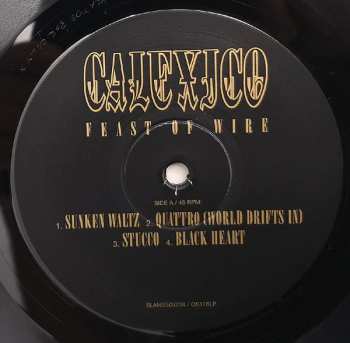 CALEXICO
FEAST OF WIRE
SIDE A / 45 RPM
1. SUNKEN WALTZ 2. QUATTRO (WORLD DRIFTS IN)
3. STUCCO 4. BLACK HEART